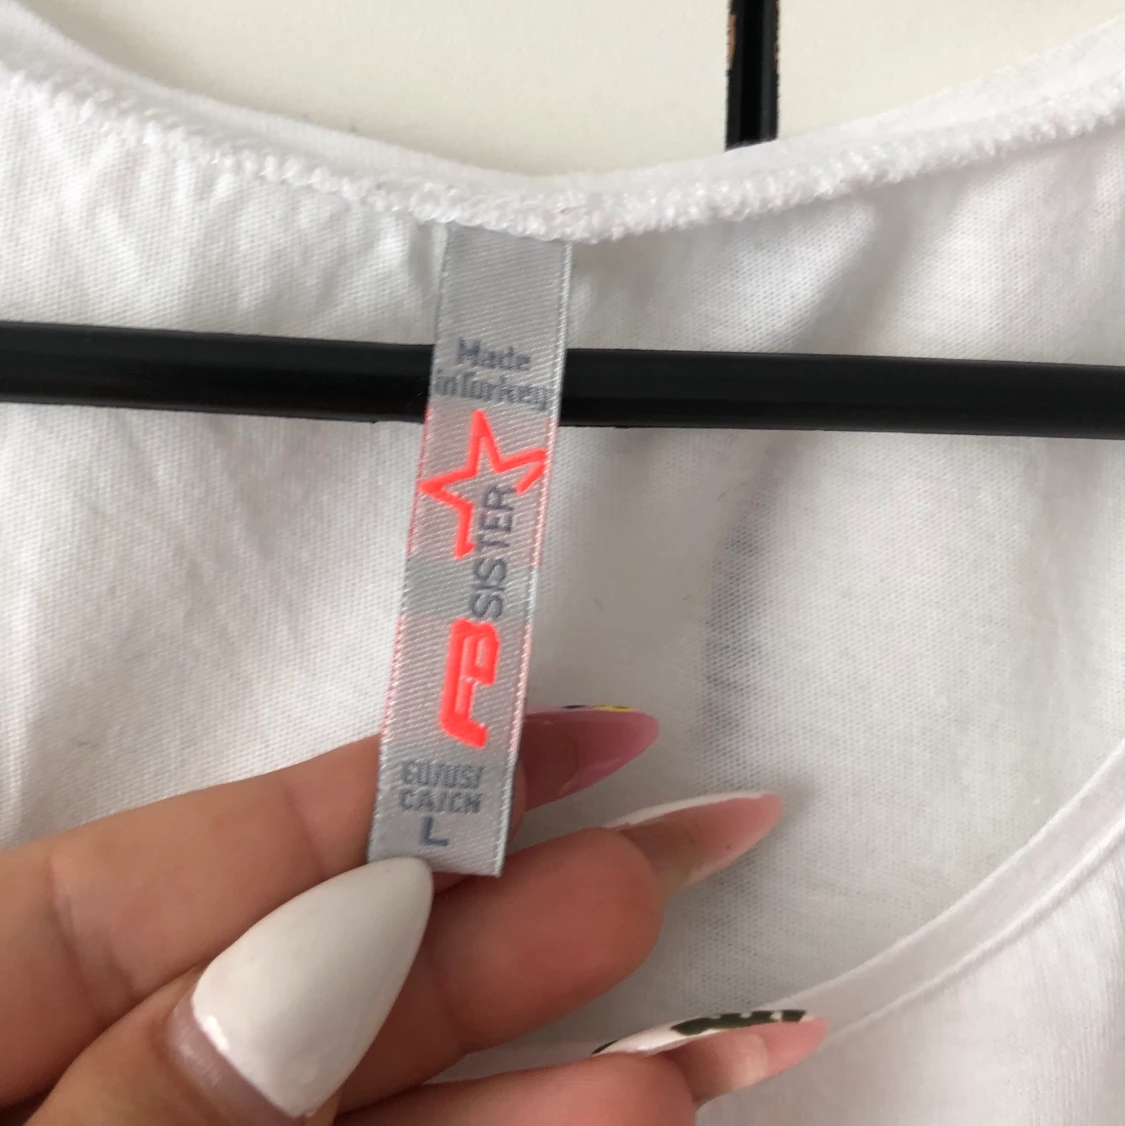 Made
in Turkey
FB SISTER
EU/US/
CA/CN
L